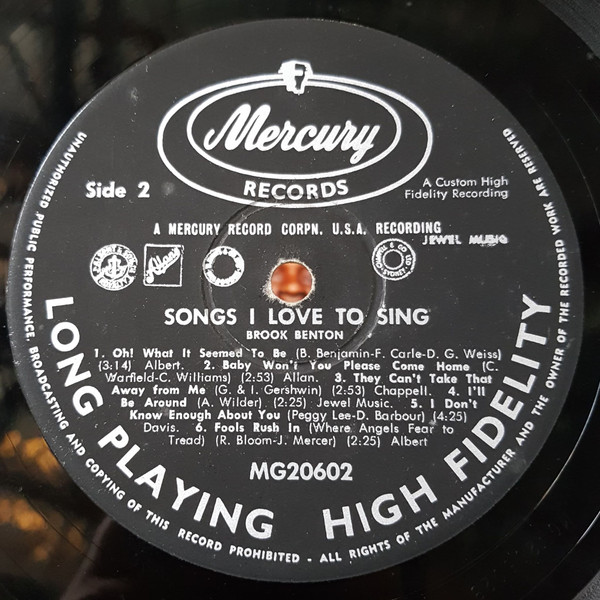 Mercury
RECORDS
Side 2
A Custom High
Fidelity Recording
A MERCURY RECORD CORPN. U.S.A. RECORDING
JEWEL MUSIC
SONGS I LOVE TO SING
BROOK BENTON
1. Oh! What It Seemed To Be (B. Benjamin-F. Carle-D. G. Weiss)
(3:14) Albert. 2. Baby Won't You Please Come Home (C.
Warfield-C. Williams) (2:53) Allan. 3. They Can't Take That
Away from Me (G. & I. Gershwin) (2:53) Chappell. 4. I'll
Be Around (A. Wilder) (2:25) Jewel Music. 5. I Don't
Know Enough About You (Peggy Lee-D. Barbour) (4:25)
Davis. 6. Fools Rush In (Where Angels Fear to
Tread) (R. Bloom-J. Mercer) (2:25) Albert
MG20602
LONG PLAYING HIGH FIDELITY
UNAUTHORIZED PUBLIC PERFORMANCE, BROADCASTING AND COPYING OF THIS RECORD PROHIBITED - ALL RIGHTS OF THE MANUFACTURER AND THE OWNER OF THE RECORDED WORK ARE RESERVED